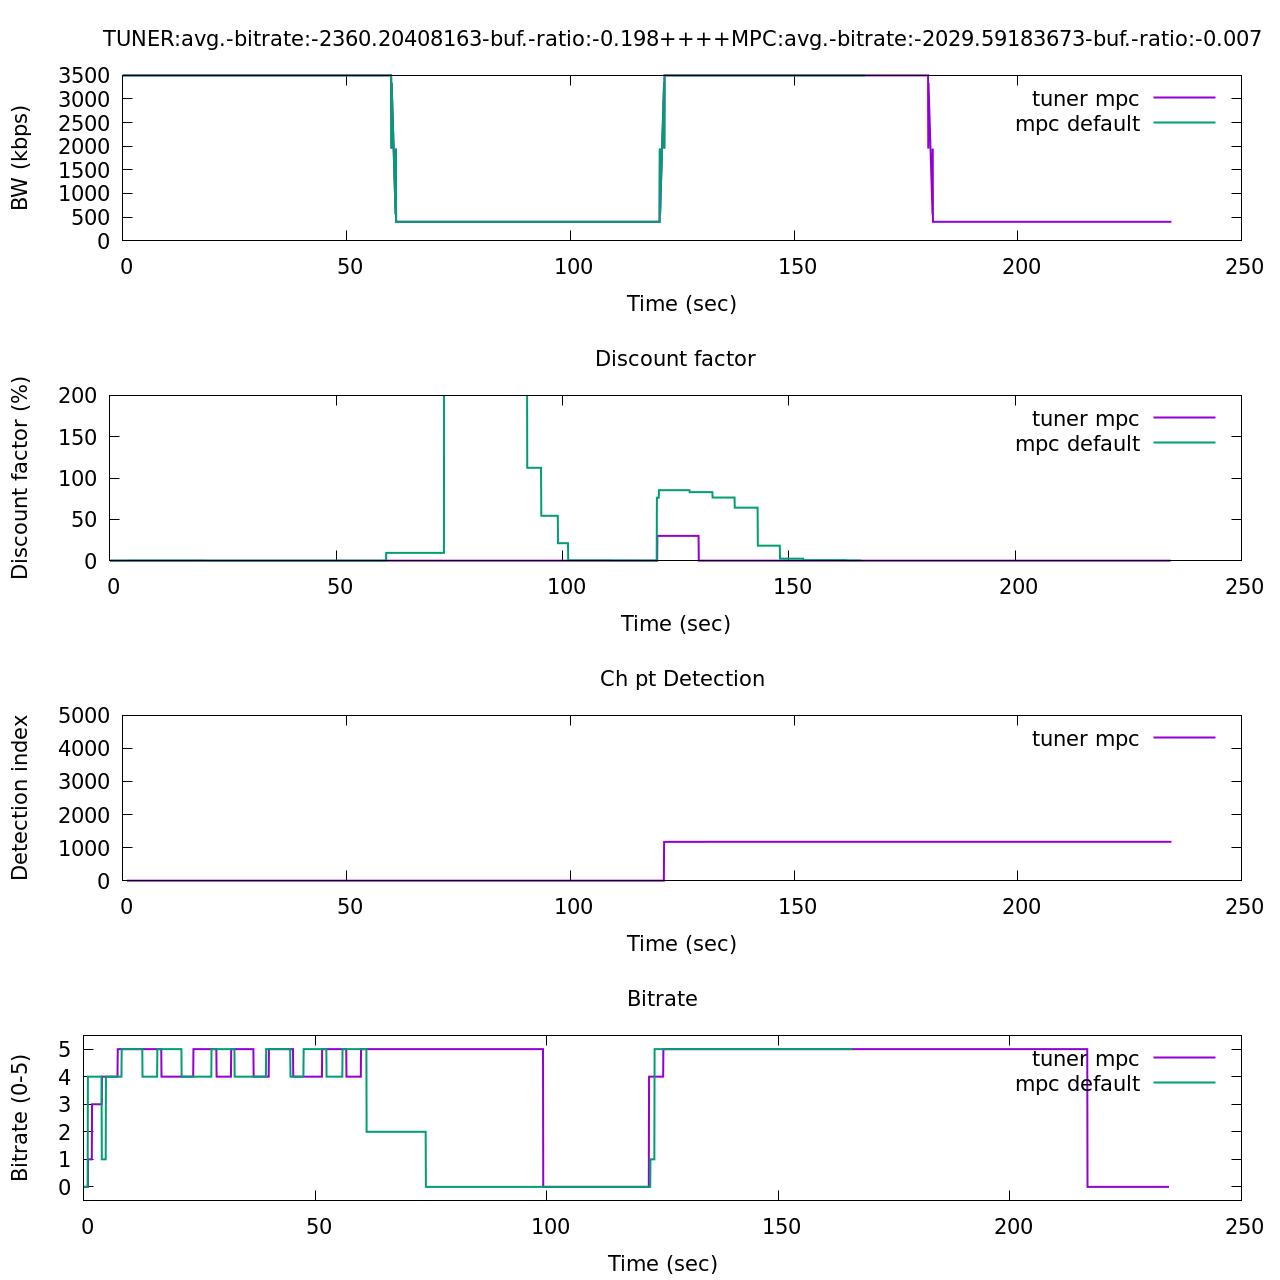 TUNER:avg.-bitrate:-2360.20408163-buf.-ratio:-0.198++++MPC:avg.-bitrate:-2029.59183673-buf.-ratio:-0.007
BW (kbps)
3500
3000
2500
2000
1500
1000
500
0
tuner mpc
mpc default
0 50 100 150 200 250
Time (sec)
Discount factor
Discount factor (%)
200
150
100
50
0
tuner mpc
mpc default
0 50 100 150 200 250
Time (sec)
Ch pt Detection
Detection index
5000
4000
3000
2000
1000
0
tuner mpc
0 50 100 150 200 250
Time (sec)
Bitrate
Bitrate (0-5)
5
4
3
2
1
0
tuner mpc
mpc default
0 50 100 150 200 250
Time (sec)